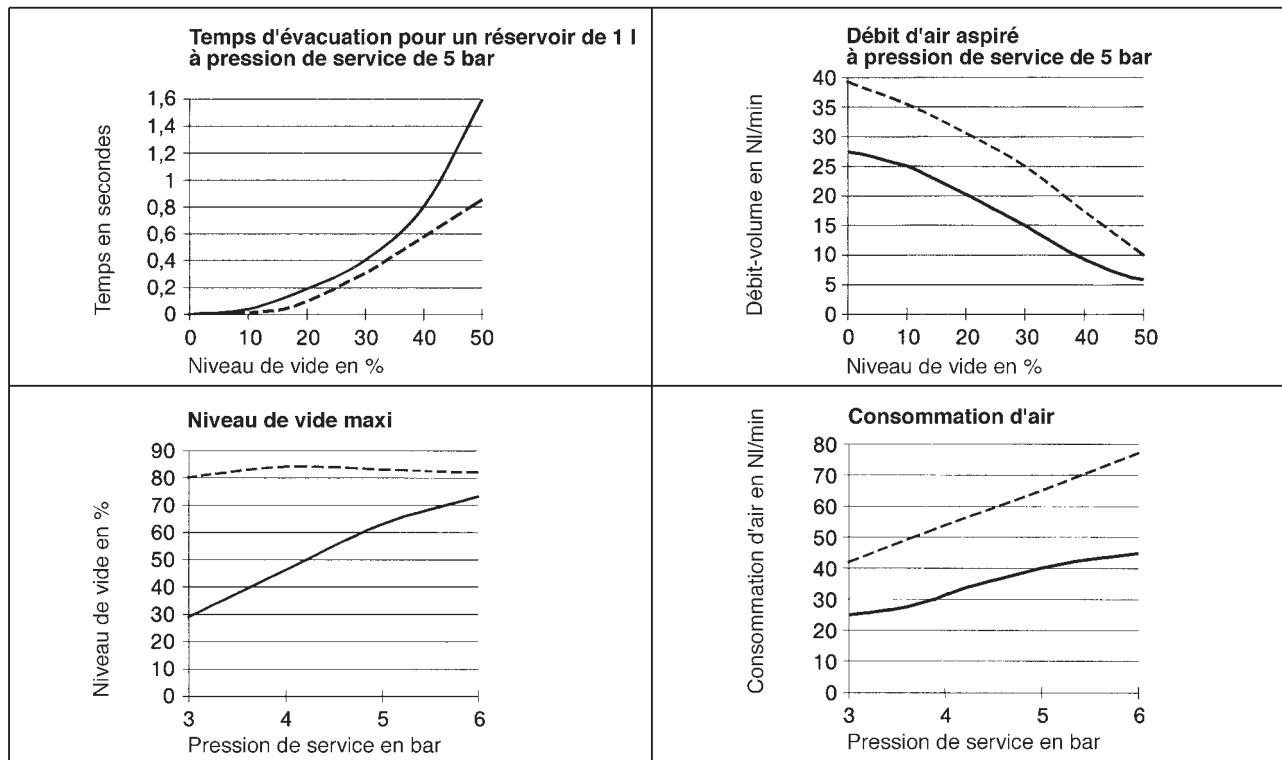 Temps d'évacuation pour un réservoir de 1 l
à pression de service de 5 bar
Temps en secondes
1,6
1,4
1,2
1
0,8
0,6
0,4
0,2
0
0 10 20 30 40 50
Niveau de vide en %
Débit d'air aspiré
à pression de service de 5 bar
Débit-volume en Nl/min
40
35
30
25
20
15
10
5
0
0 10 20 30 40 50
Niveau de vide en %
Niveau de vide maxi
Niveau de vide en %
90
80
70
60
50
40
30
20
10
0
3 4 5 6
Pression de service en bar
Consommation d'air
Consommation d'air en Nl/min
80
70
60
50
40
30
20
10
0
3 4 5 6
Pression de service en bar